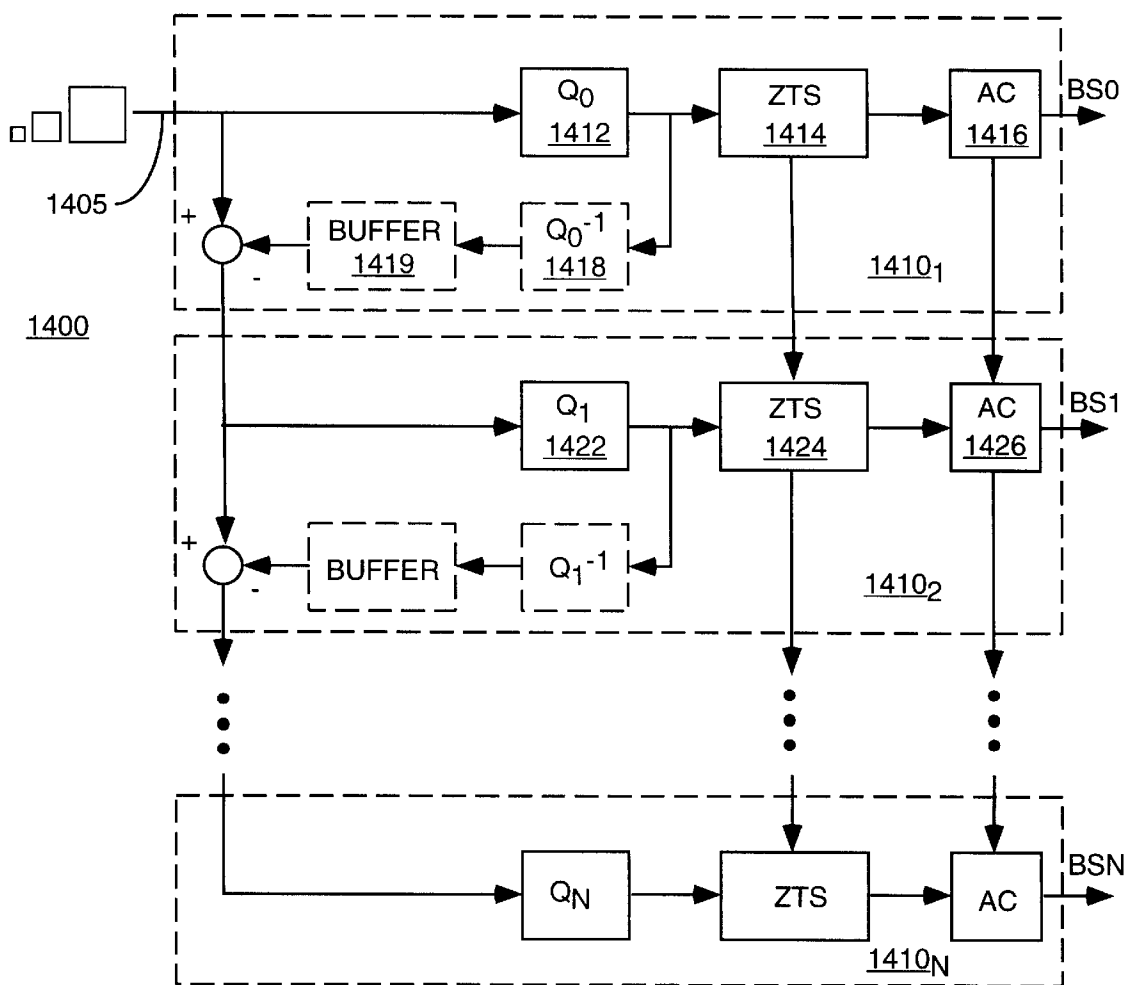 Q0
1412
ZTS
1414
AC
1416
BS0
1405
+
-
BUFFER
1419
Q0-1
1418
14101
1400
Q1
1422
ZTS
1424
AC
1426
BS1
+
-
BUFFER
Q1-1
14102
QN
ZTS
AC
BSN
1410N